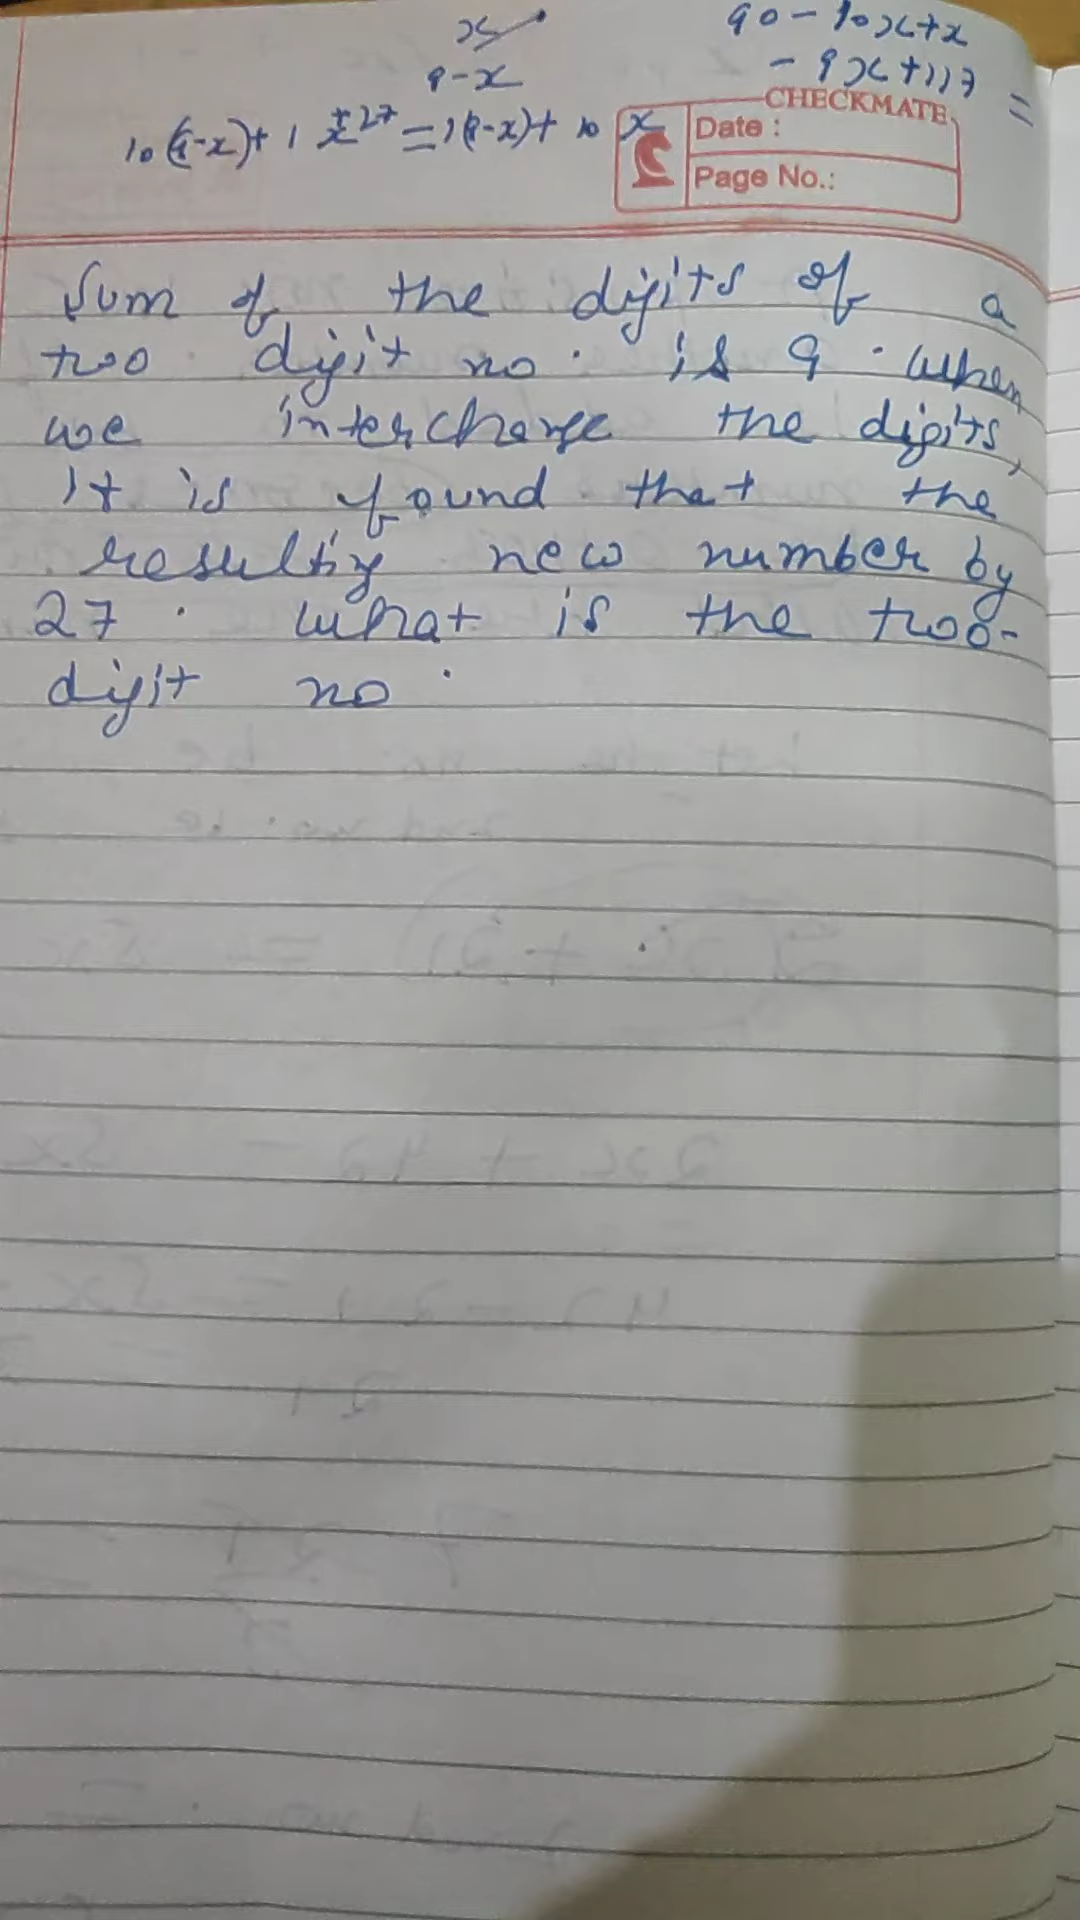 x
9-x
90-10x+x
-9x+117 =
10(9-x)+1x+27=1(9-x)+10x
CHECKMATE
Date :
Page No.:
Sum of the digits of a
two digit no. is 9. When
we interchange the digits,
it is found that the
resulting new number by
27. What is the two-
digit no.